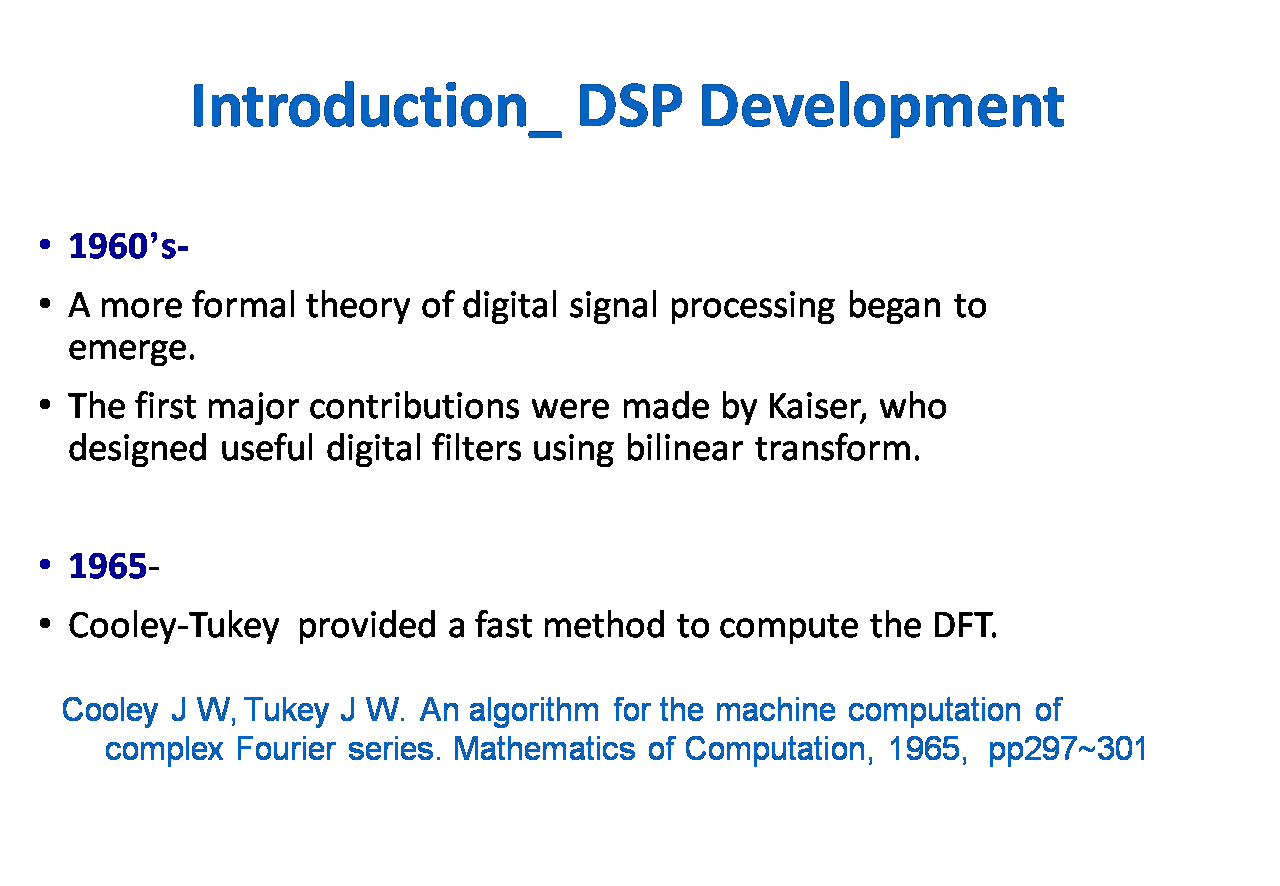 Introduction_ DSP Development
• 1960’s-
• A more formal theory of digital signal processing began to
emerge.
• The first major contributions were made by Kaiser, who
designed useful digital filters using bilinear transform.
• 1965-
• Cooley-Tukey provided a fast method to compute the DFT.
Cooley J W, Tukey J W. An algorithm for the machine computation of
complex Fourier series. Mathematics of Computation, 1965, pp297~301